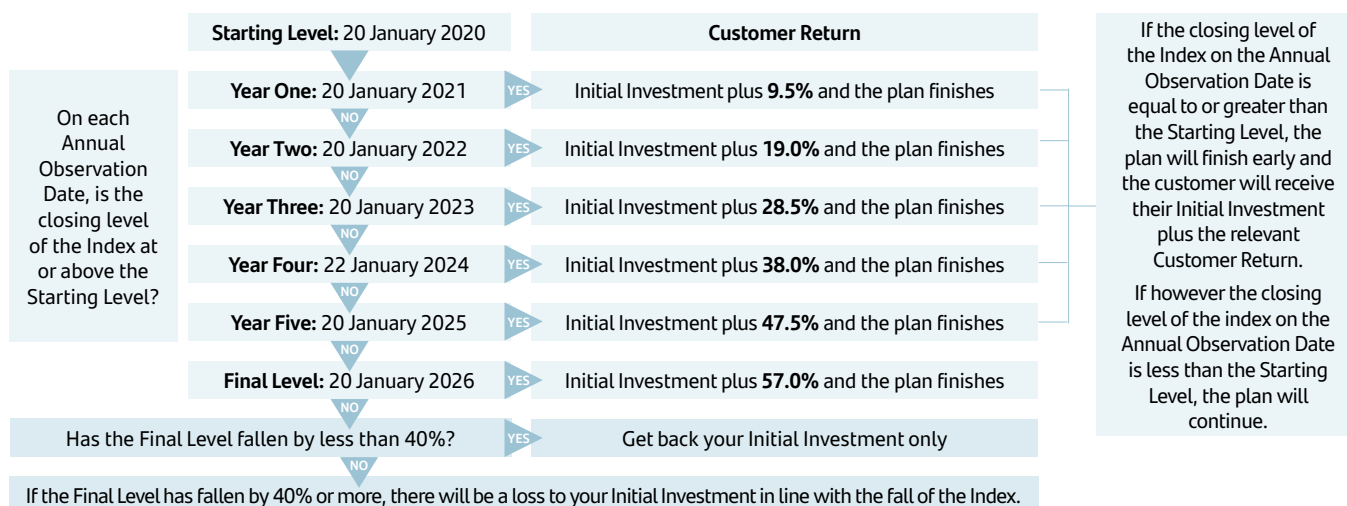 Starting Level: 20 January 2020
Customer Return
On each
Annual
Observation
Date, is the
closing level
of the Index at
or above the
Starting Level?
Year One: 20 January 2021
YES
Initial Investment plus 9.5% and the plan finishes
NO
Year Two: 20 January 2022
YES
Initial Investment plus 19.0% and the plan finishes
NO
Year Three: 20 January 2023
YES
Initial Investment plus 28.5% and the plan finishes
NO
Year Four: 22 January 2024
YES
Initial Investment plus 38.0% and the plan finishes
NO
Year Five: 20 January 2025
YES
Initial Investment plus 47.5% and the plan finishes
NO
Final Level: 20 January 2026
YES
Initial Investment plus 57.0% and the plan finishes
NO
Has the Final Level fallen by less than 40%?
YES
Get back your Initial Investment only
NO
If the Final Level has fallen by 40% or more, there will be a loss to your Initial Investment in line with the fall of the Index.
If the closing level of
the Index on the Annual
Observation Date is
equal to or greater than
the Starting Level, the
plan will finish early and
the customer will receive
their Initial Investment
plus the relevant
Customer Return.
If however the closing
level of the index on the
Annual Observation Date
is less than the Starting
Level, the plan will
continue.